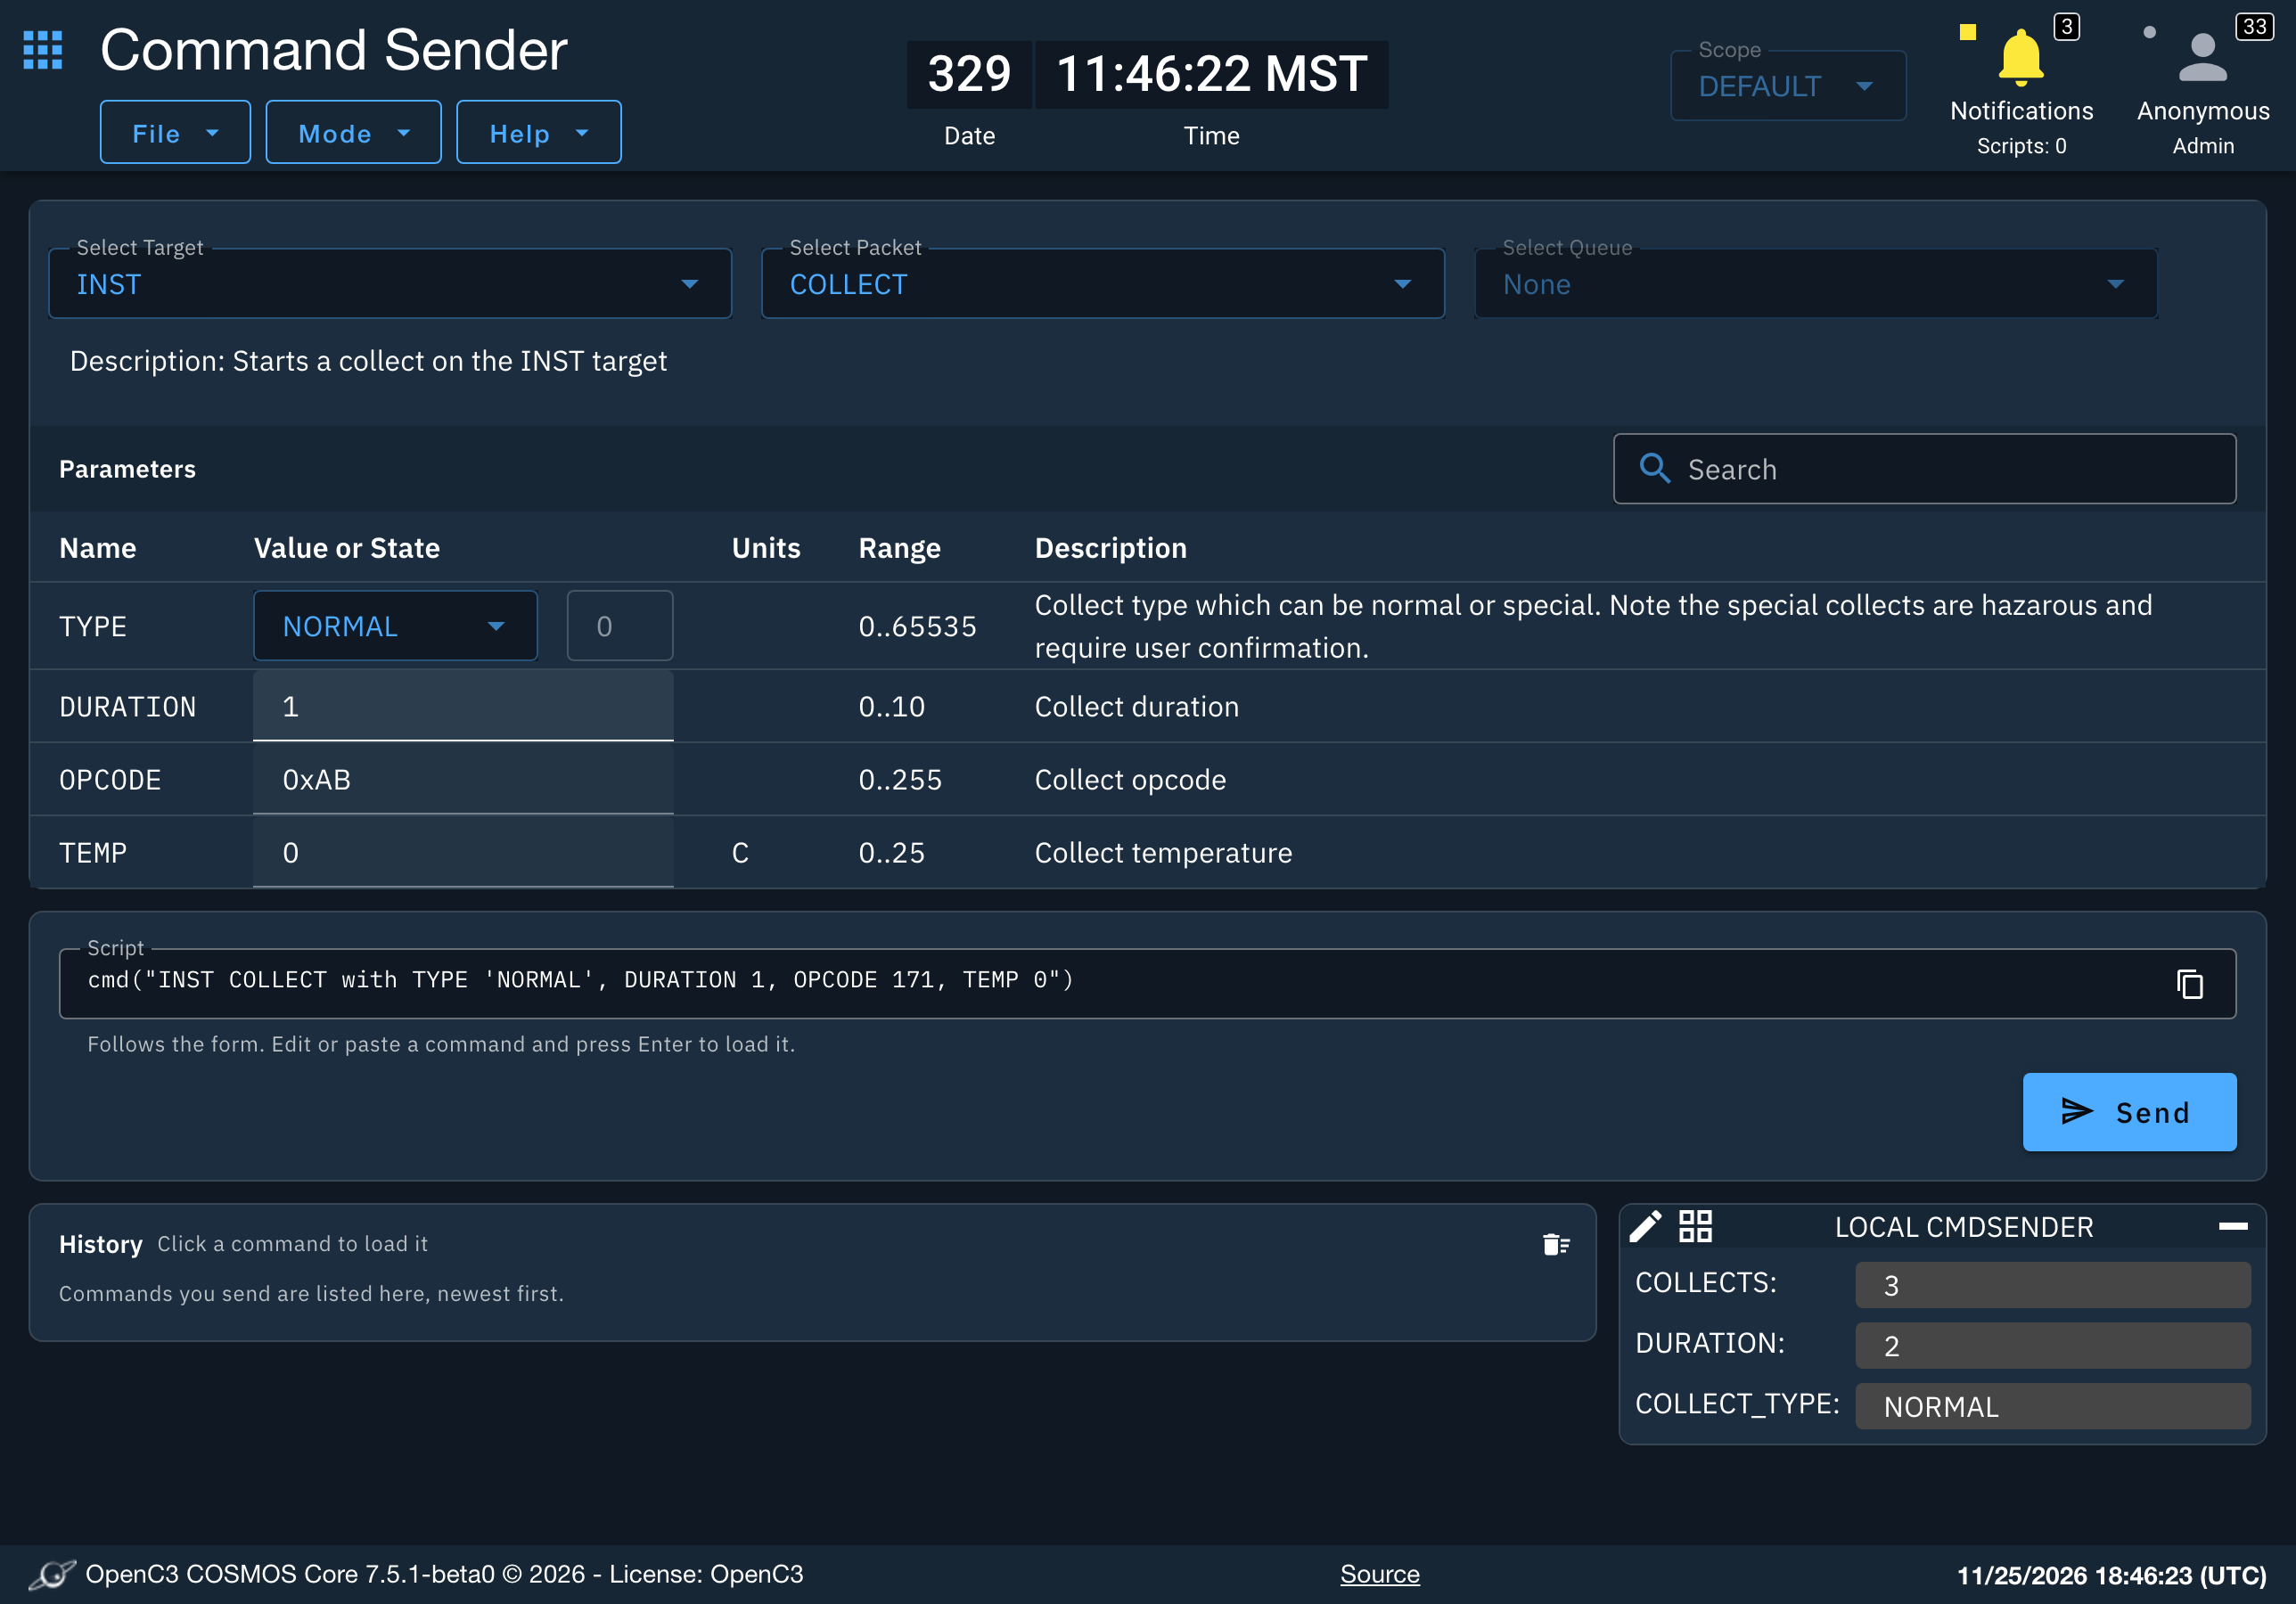 Command Sender
File
Mode
Help
329
11:46:22 MST
Date
Time
Scope
DEFAULT
3
Notifications
Scripts: 0
33
Anonymous
Admin
Select Target
INST
Select Packet
COLLECT
Select Queue
None
Description: Starts a collect on the INST target
Parameters
Search
Name Value or State Units Range Description
TYPE NORMAL 0 0..65535 Collect type which can be normal or special. Note the special collects are hazarous and
require user confirmation.
DURATION 1 0..10 Collect duration
OPCODE 0xAB 0..255 Collect opcode
TEMP 0 C 0..25 Collect temperature
Script
cmd("INST COLLECT with TYPE 'NORMAL', DURATION 1, OPCODE 171, TEMP 0")
Follows the form. Edit or paste a command and press Enter to load it.
Send
History Click a command to load it
Commands you send are listed here, newest first.
LOCAL CMDSENDER
COLLECTS: 3
DURATION: 2
COLLECT_TYPE: NORMAL
OpenC3 COSMOS Core 7.5.1-beta0 © 2026 - License: OpenC3
Source
11/25/2026 18:46:23 (UTC)